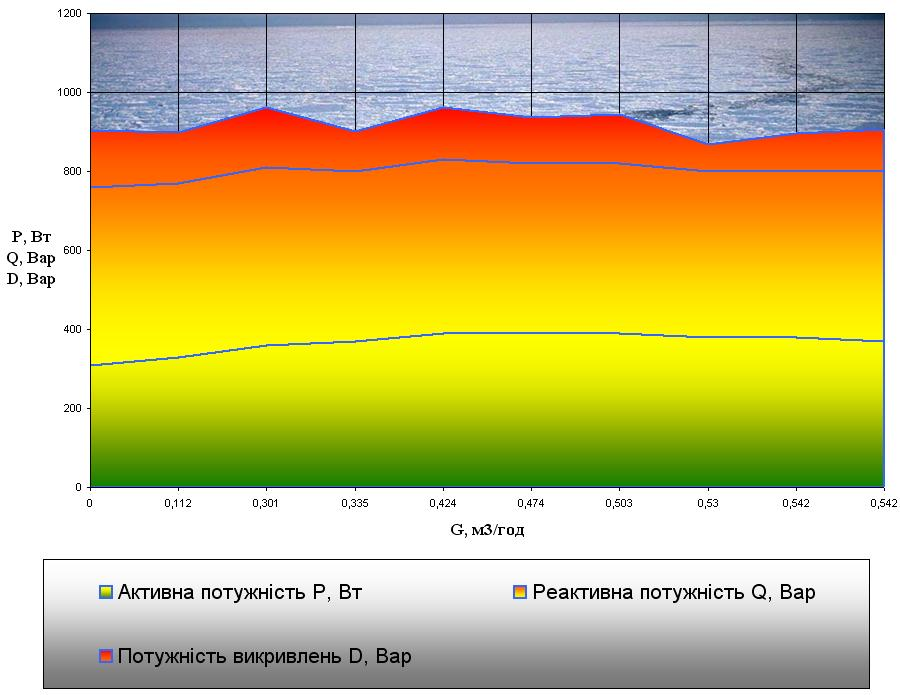 1200
1000
800
P, Вт
Q, Вар
D, Вар
600
400
200
0
0 0,112 0,301 0,335 0,424 0,474 0,503 0,53 0,542 0,542
G, м3/год
Активна потужність P, Вт Реактивна потужність Q, Вар
Потужність викривлень D, Вар